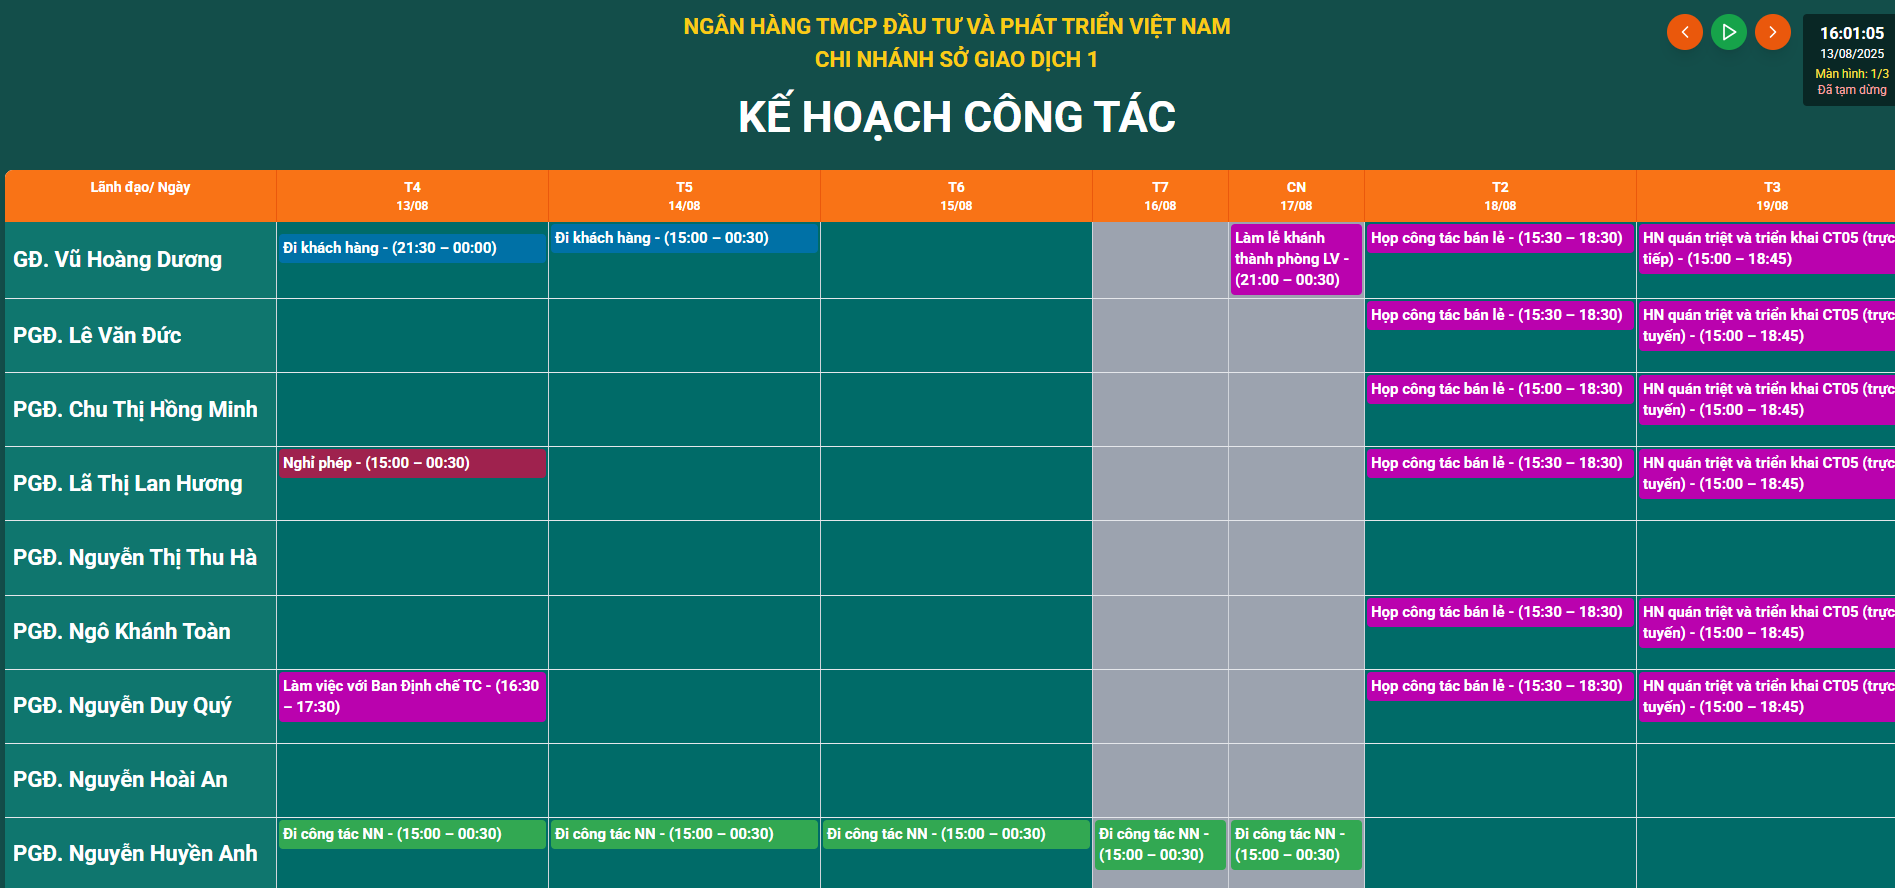 NGÂN HÀNG TMCP ĐẦU TƯ VÀ PHÁT TRIỂN VIỆT NAM
CHI NHÁNH SỞ GIAO DỊCH 1
KẾ HOẠCH CÔNG TÁC
16:01:05
13/08/2025
Màn hình: 1/3
Đã tạm dừng
Lãnh đạo/ Ngày
T4
13/08
T5
14/08
T6
15/08
T7
16/08
CN
17/08
T2
18/08
T3
19/08
GĐ. Vũ Hoàng Dương
Đi khách hàng - (21:30 – 00:00)
Đi khách hàng - (15:00 – 00:30)
Làm lễ khánh
thành phòng LV -
(21:00 – 00:30)
Họp công tác bán lẻ - (15:30 – 18:30)
HN quán triệt và triển khai CT05 (trực
tiếp) - (15:00 – 18:45)
PGĐ. Lê Văn Đức
Họp công tác bán lẻ - (15:30 – 18:30)
HN quán triệt và triển khai CT05 (trực
tuyến) - (15:00 – 18:45)
PGĐ. Chu Thị Hồng Minh
Họp công tác bán lẻ - (15:00 – 18:30)
HN quán triệt và triển khai CT05 (trực
tuyến) - (15:00 – 18:45)
PGĐ. Lã Thị Lan Hương
Nghỉ phép - (15:00 – 00:30)
Họp công tác bán lẻ - (15:30 – 18:30)
HN quán triệt và triển khai CT05 (trực
tuyến) - (15:00 – 18:45)
PGĐ. Nguyễn Thị Thu Hà
PGĐ. Ngô Khánh Toàn
Họp công tác bán lẻ - (15:30 – 18:30)
HN quán triệt và triển khai CT05 (trực
tuyến) - (15:00 – 18:45)
PGĐ. Nguyễn Duy Quý
Làm việc với Ban Định chế TC - (16:30
– 17:30)
Họp công tác bán lẻ - (15:30 – 18:30)
HN quán triệt và triển khai CT05 (trực
tuyến) - (15:00 – 18:45)
PGĐ. Nguyễn Hoài An
PGĐ. Nguyễn Huyền Anh
Đi công tác NN - (15:00 – 00:30)
Đi công tác NN - (15:00 – 00:30)
Đi công tác NN - (15:00 – 00:30)
Đi công tác NN -
(15:00 – 00:30)
Đi công tác NN -
(15:00 – 00:30)